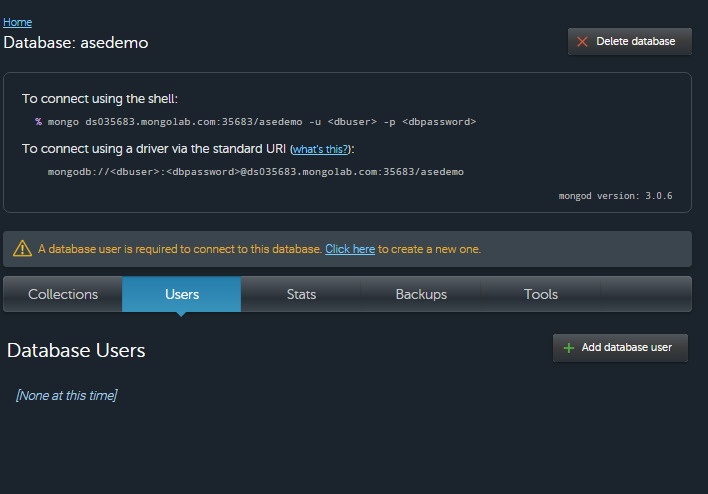 Home
Database: asedemo
Delete database
To connect using the shell:
% mongo ds035683.mongolab.com:35683/asedemo -u <dbuser> -p <dbpassword>
To connect using a driver via the standard URI (what's this?):
mongodb://<dbuser>:<dbpassword>@ds035683.mongolab.com:35683/asedemo
mongod version: 3.0.6
A database user is required to connect to this database. Click here to create a new one.
Collections Users Stats Backups Tools
Database Users
Add database user
[None at this time]